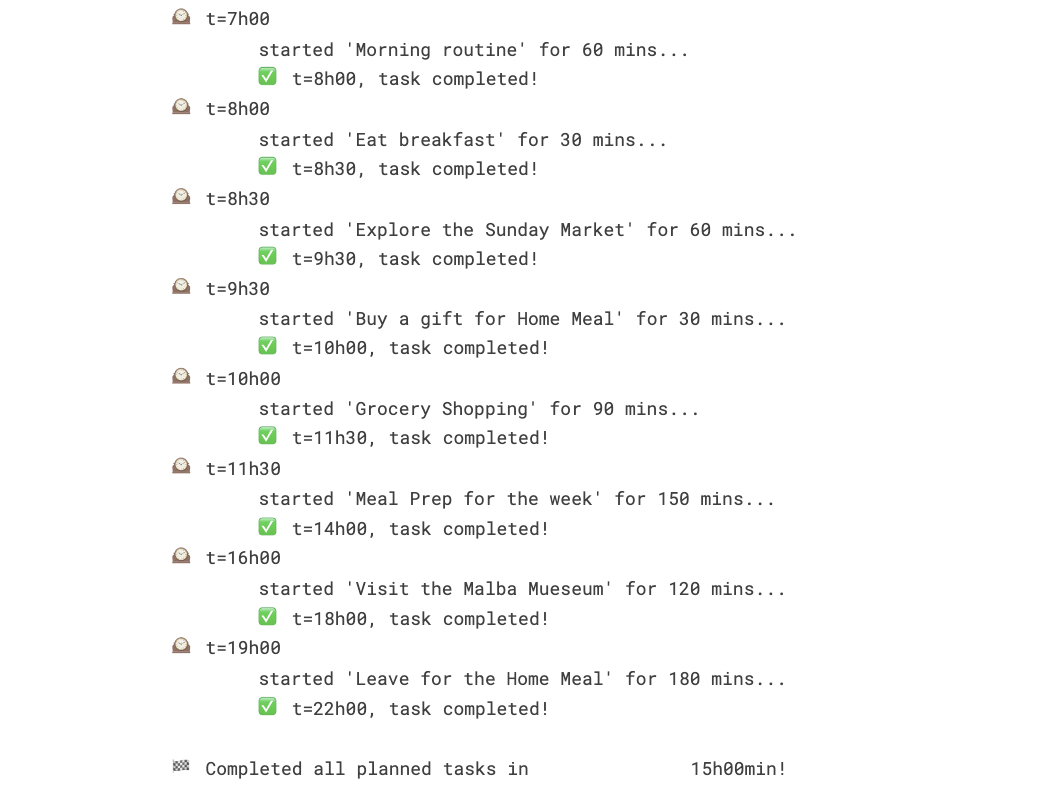 🕰 t=7h00
started 'Morning routine' for 60 mins...
✅ t=8h00, task completed!
🕰 t=8h00
started 'Eat breakfast' for 30 mins...
✅ t=8h30, task completed!
🕰 t=8h30
started 'Explore the Sunday Market' for 60 mins...
✅ t=9h30, task completed!
🕰 t=9h30
started 'Buy a gift for Home Meal' for 30 mins...
✅ t=10h00, task completed!
🕰 t=10h00
started 'Grocery Shopping' for 90 mins...
✅ t=11h30, task completed!
🕰 t=11h30
started 'Meal Prep for the week' for 150 mins...
✅ t=14h00, task completed!
🕰 t=16h00
started 'Visit the Malba Mueseum' for 120 mins...
✅ t=18h00, task completed!
🕰 t=19h00
started 'Leave for the Home Meal' for 180 mins...
✅ t=22h00, task completed!
🏁 Completed all planned tasks in 15h00min!